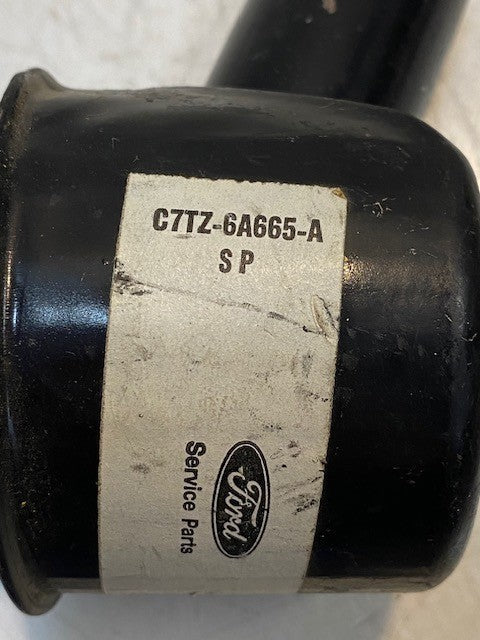 C7TZ-6A665-A
S P
Ford
Service Parts